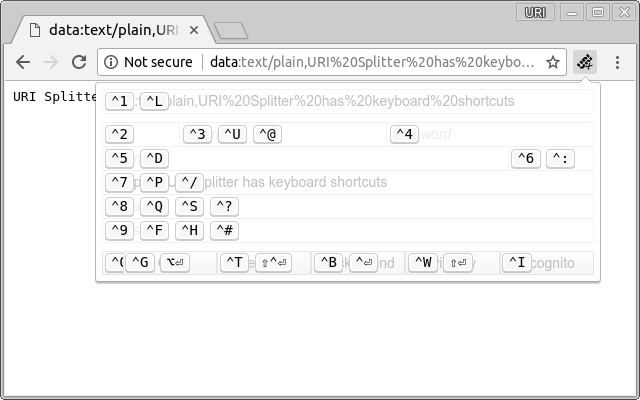 URI
data:text/plain,URI
Not secure data:text/plain,URI%20Splitter%20has%20keybo...
URI Splitte
^1 ^L plain,URI%20Splitter%20has%20keyboard%20shortcuts
^2 ^3 ^U ^@ ^4 word
^5 ^D ^6 ^:
^7 ^P ^/ plitter has keyboard shortcuts
^8 ^Q ^S ^?
^9 ^F ^H ^#
^G ⌥⏎ ^T ⇧^⏎ ^B ^⏎ nd ^W ⇧⏎ ^I cognito